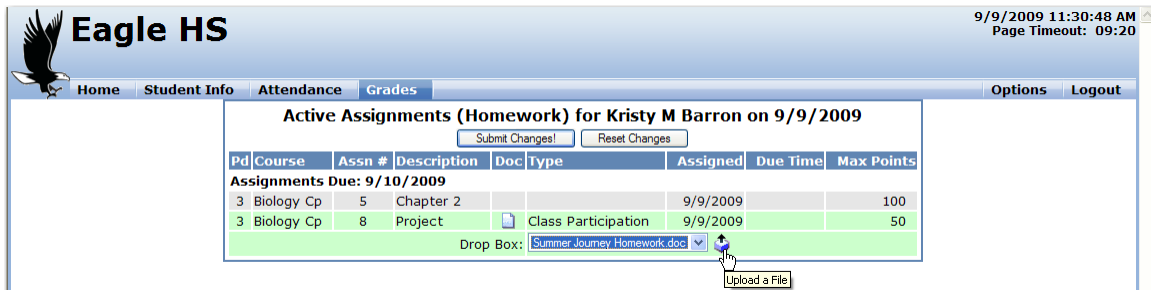 Eagle HS
9/9/2009 11:30:48 AM
Page Timeout: 09:20
Home Student Info Attendance Grades Options Logout
Active Assignments (Homework) for Kristy M Barron on 9/9/2009
Submit Changes! Reset Changes
Pd Course Assn # Description Doc Type Assigned Due Time Max Points
Assignments Due: 9/10/2009
3 Biology Cp 5 Chapter 2 9/9/2009 100
3 Biology Cp 8 Project Class Participation 9/9/2009 50
Drop Box: Summer Journey Homework.doc
Upload a File